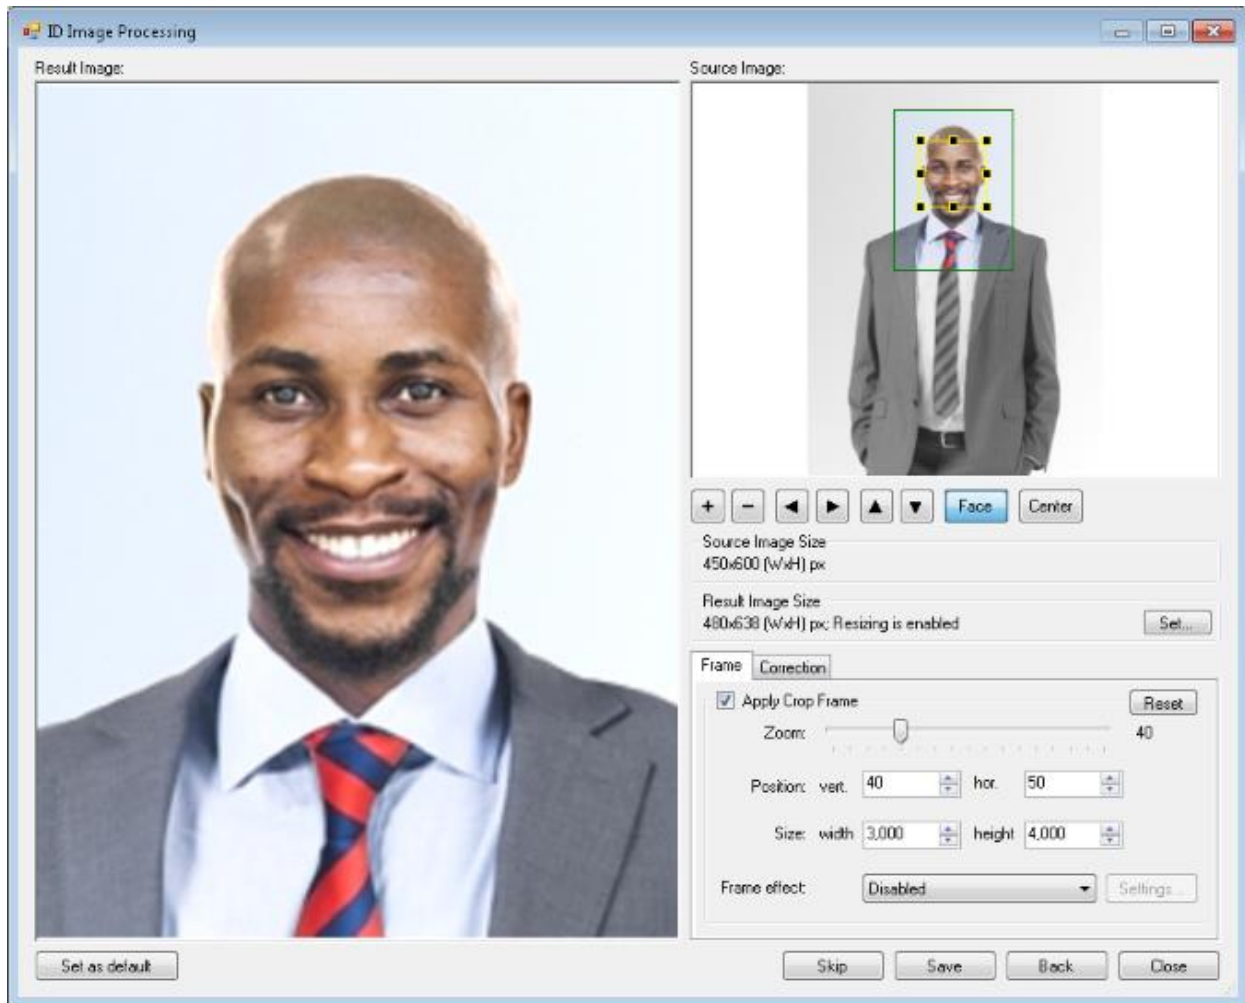 ID Image Processing
Result Image:
Source Image:
+ - Face Center
Source Image Size
450x600 (WxH) px
Result Image Size
480x638 (WxH) px; Resizing is enabled
Set...
Frame Correction
Apply Crop Frame
Reset
Zoom: 40
Position: vert. 40 hor. 50
Size: width 3,000 height 4,000
Frame effect: Disabled Settings...
Set as default Skip Save Back Close